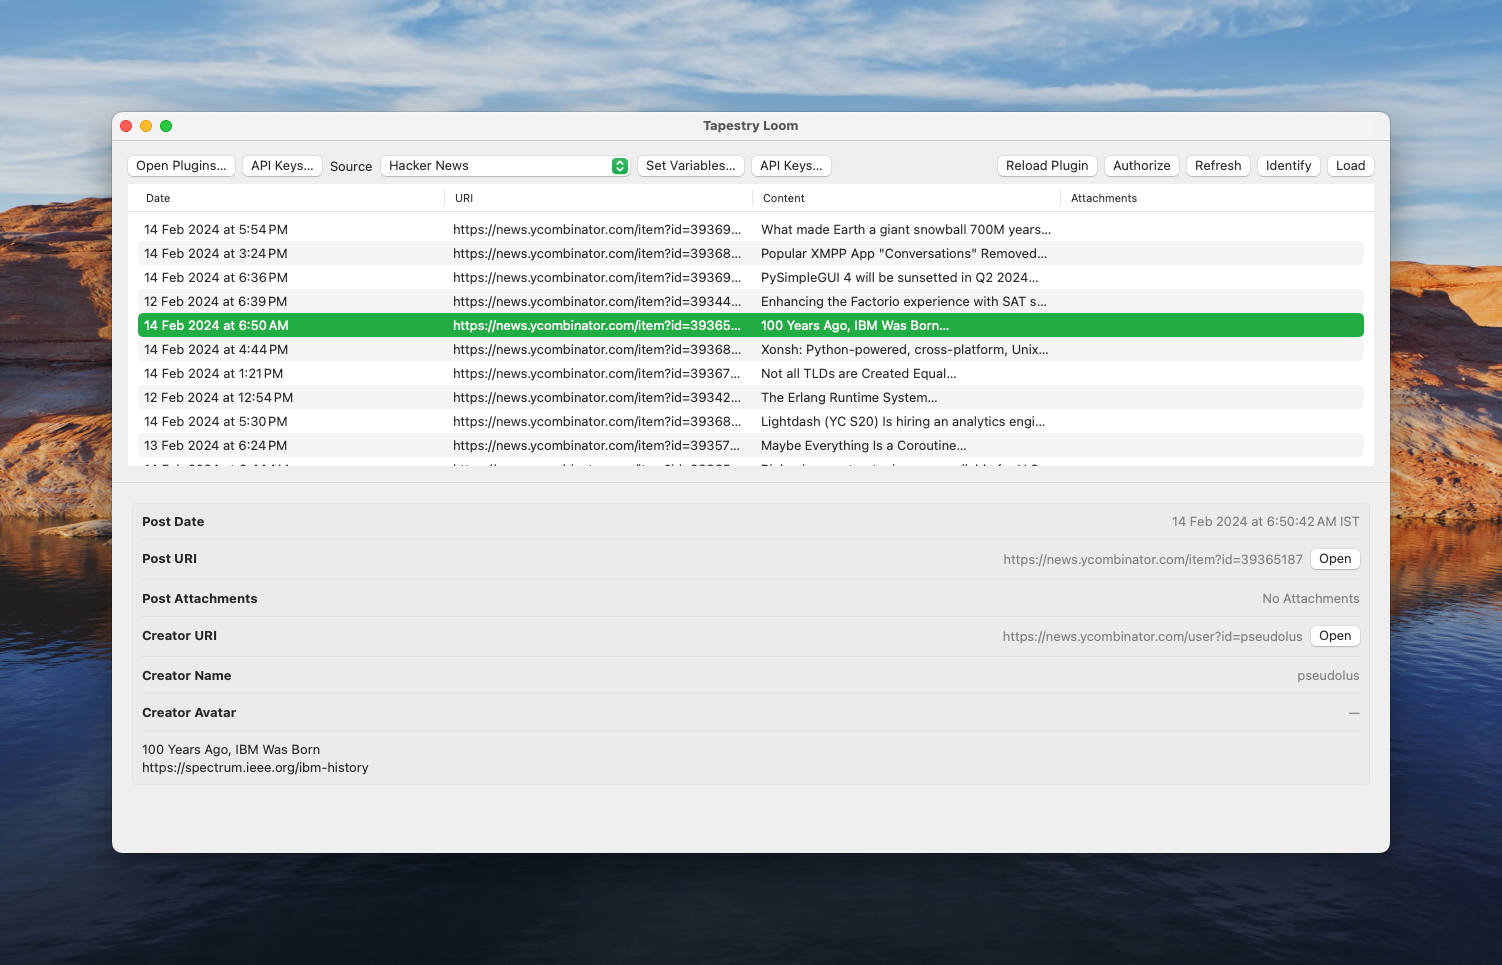 Tapestry Loom
Open Plugins... API Keys... Source Hacker News Set Variables... API Keys... Reload Plugin Authorize Refresh Identify Load
Date URI Content Attachments
14 Feb 2024 at 5:54 PM https://news.ycombinator.com/item?id=39369... What made Earth a giant snowball 700M years...
14 Feb 2024 at 3:24 PM https://news.ycombinator.com/item?id=39368... Popular XMPP App "Conversations" Removed...
14 Feb 2024 at 6:36 PM https://news.ycombinator.com/item?id=39369... PySimpleGUI 4 will be sunsetted in Q2 2024...
12 Feb 2024 at 6:39 PM https://news.ycombinator.com/item?id=39344... Enhancing the Factorio experience with SAT s...
14 Feb 2024 at 6:50 AM https://news.ycombinator.com/item?id=39365... 100 Years Ago, IBM Was Born...
14 Feb 2024 at 4:44 PM https://news.ycombinator.com/item?id=39368... Xonsh: Python-powered, cross-platform, Unix...
14 Feb 2024 at 1:21 PM https://news.ycombinator.com/item?id=39367... Not all TLDs are Created Equal...
12 Feb 2024 at 12:54 PM https://news.ycombinator.com/item?id=39342... The Erlang Runtime System...
14 Feb 2024 at 5:30 PM https://news.ycombinator.com/item?id=39368... Lightdash (YC S20) Is hiring an analytics engi...
13 Feb 2024 at 6:24 PM https://news.ycombinator.com/item?id=39357... Maybe Everything Is a Coroutine...
Post Date 14 Feb 2024 at 6:50:42 AM IST
Post URI https://news.ycombinator.com/item?id=39365187 Open
Post Attachments No Attachments
Creator URI https://news.ycombinator.com/user?id=pseudolus Open
Creator Name pseudolus
Creator Avatar —
100 Years Ago, IBM Was Born
https://spectrum.ieee.org/ibm-history